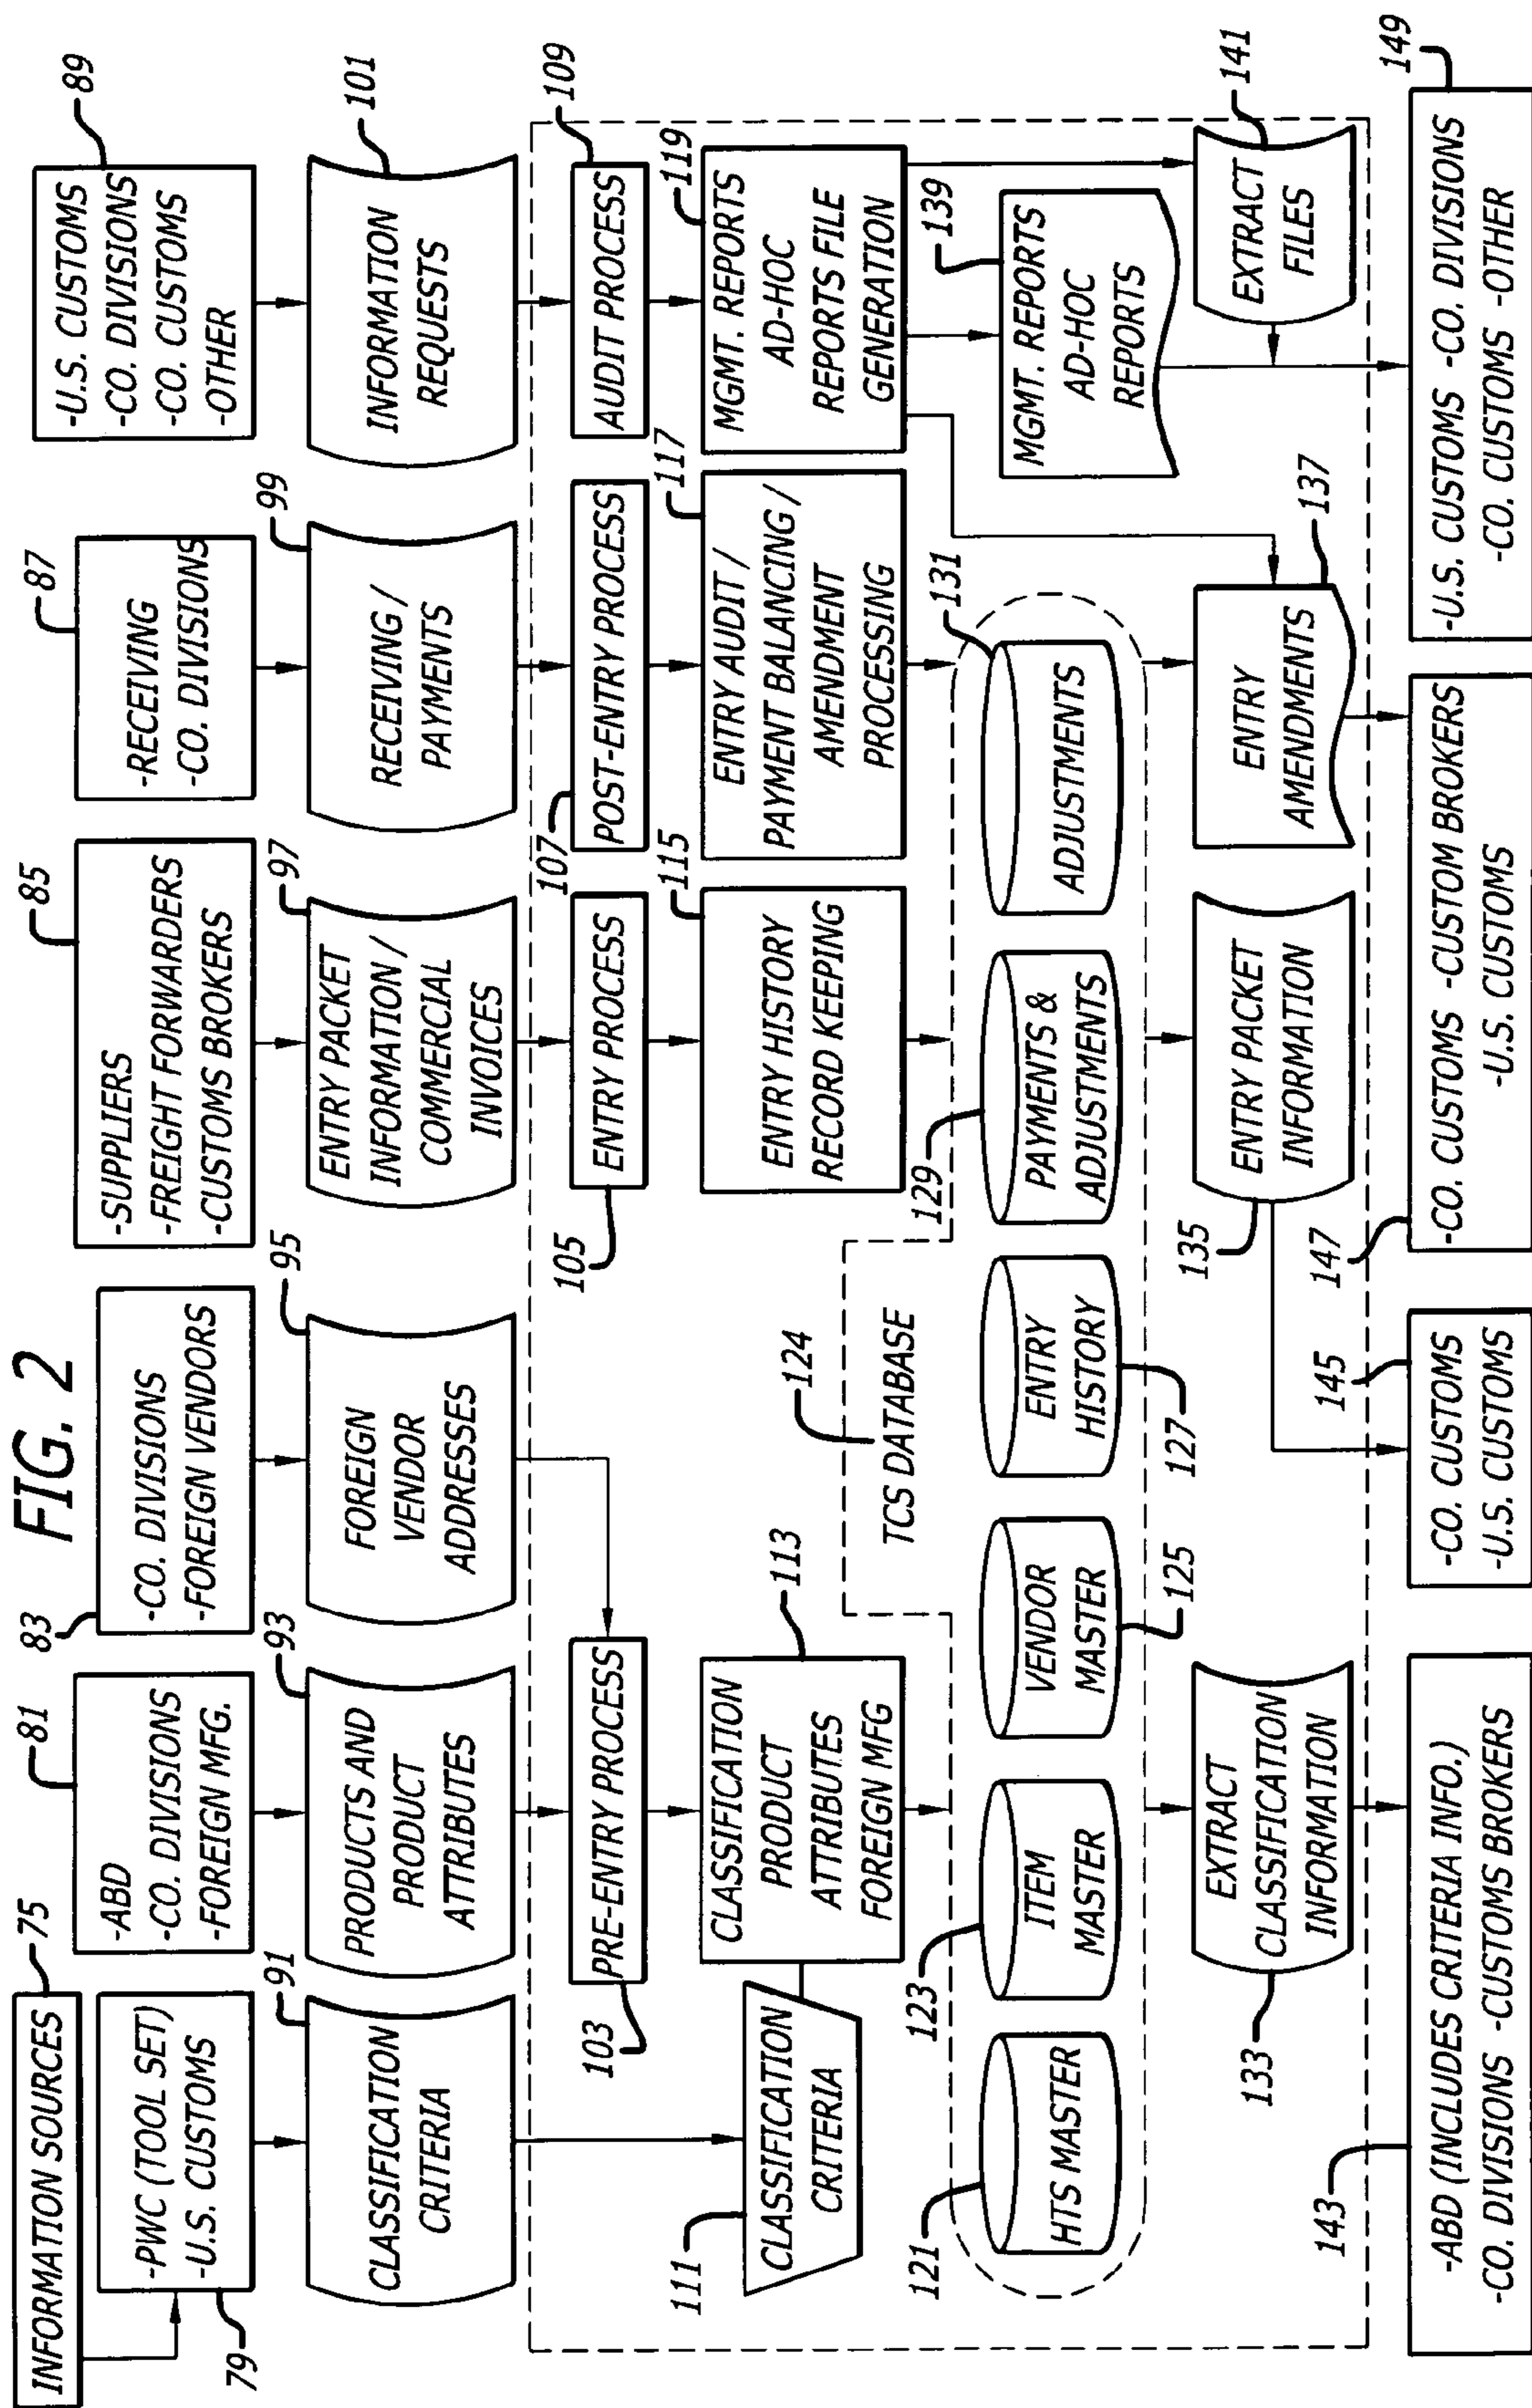 FIG. 2
INFORMATION SOURCES
75
-PWC (TOOL SET)
-U.S. CUSTOMS
79
-ABD
-CO. DIVISIONS
-FOREIGN MFG.
81
-CO. DIVISIONS
-FOREIGN VENDORS
83
-SUPPLIERS
-FREIGHT FORWARDERS
-CUSTOMS BROKERS
85
-RECEIVING
-CO. DIVISIONS
87
-U.S. CUSTOMS
-CO. DIVISIONS
-CO. CUSTOMS
-OTHER
89
CLASSIFICATION
CRITERIA
91
PRODUCTS AND
PRODUCT
ATTRIBUTES
93
FOREIGN
VENDOR
ADDRESSES
95
ENTRY PACKET
INFORMATION /
COMMERCIAL
INVOICES
97
RECEIVING /
PAYMENTS
99
INFORMATION
REQUESTS
101
PRE-ENTRY PROCESS
103
ENTRY PROCESS
105
POST-ENTRY PROCESS
107
AUDIT PROCESS
109
CLASSIFICATION
CRITERIA
111
CLASSIFICATION
PRODUCT
ATTRIBUTES
FOREIGN MFG
113
ENTRY HISTORY
RECORD KEEPING
115
ENTRY AUDIT /
PAYMENT BALANCING /
AMENDMENT
PROCESSING
117
MGMT. REPORTS
AD-HOC
REPORTS FILE
GENERATION
119
TCS DATABASE
124
HTS MASTER
121
ITEM
MASTER
123
VENDOR
MASTER
125
ENTRY
HISTORY
127
PAYMENTS &
ADJUSTMENTS
129
ADJUSTMENTS
131
MGMT. REPORTS
AD-HOC
REPORTS
139
EXTRACT
CLASSIFICATION
INFORMATION
133
ENTRY PACKET
INFORMATION
135
ENTRY
AMENDMENTS
137
EXTRACT
FILES
141
-ABD (INCLUDES CRITERIA INFO.)
-CO. DIVISIONS -CUSTOMS BROKERS
143
-CO. CUSTOMS
-U.S. CUSTOMS
145
-CO. CUSTOMS -CUSTOM BROKERS
-U.S. CUSTOMS
147
-U.S. CUSTOMS -CO. DIVISIONS
-CO. CUSTOMS -OTHER
149